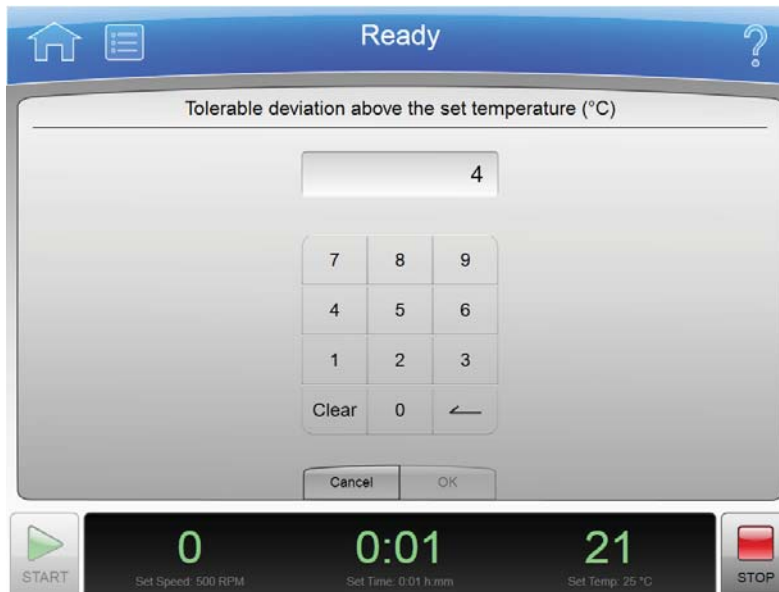 Ready
Tolerable deviation above the set temperature (°C)
4
7 8 9
4 5 6
1 2 3
Clear 0
Cancel OK
0 0:01 21
START Set Speed: 500 RPM Set Time: 0:01 h:mm Set Temp: 25 °C STOP